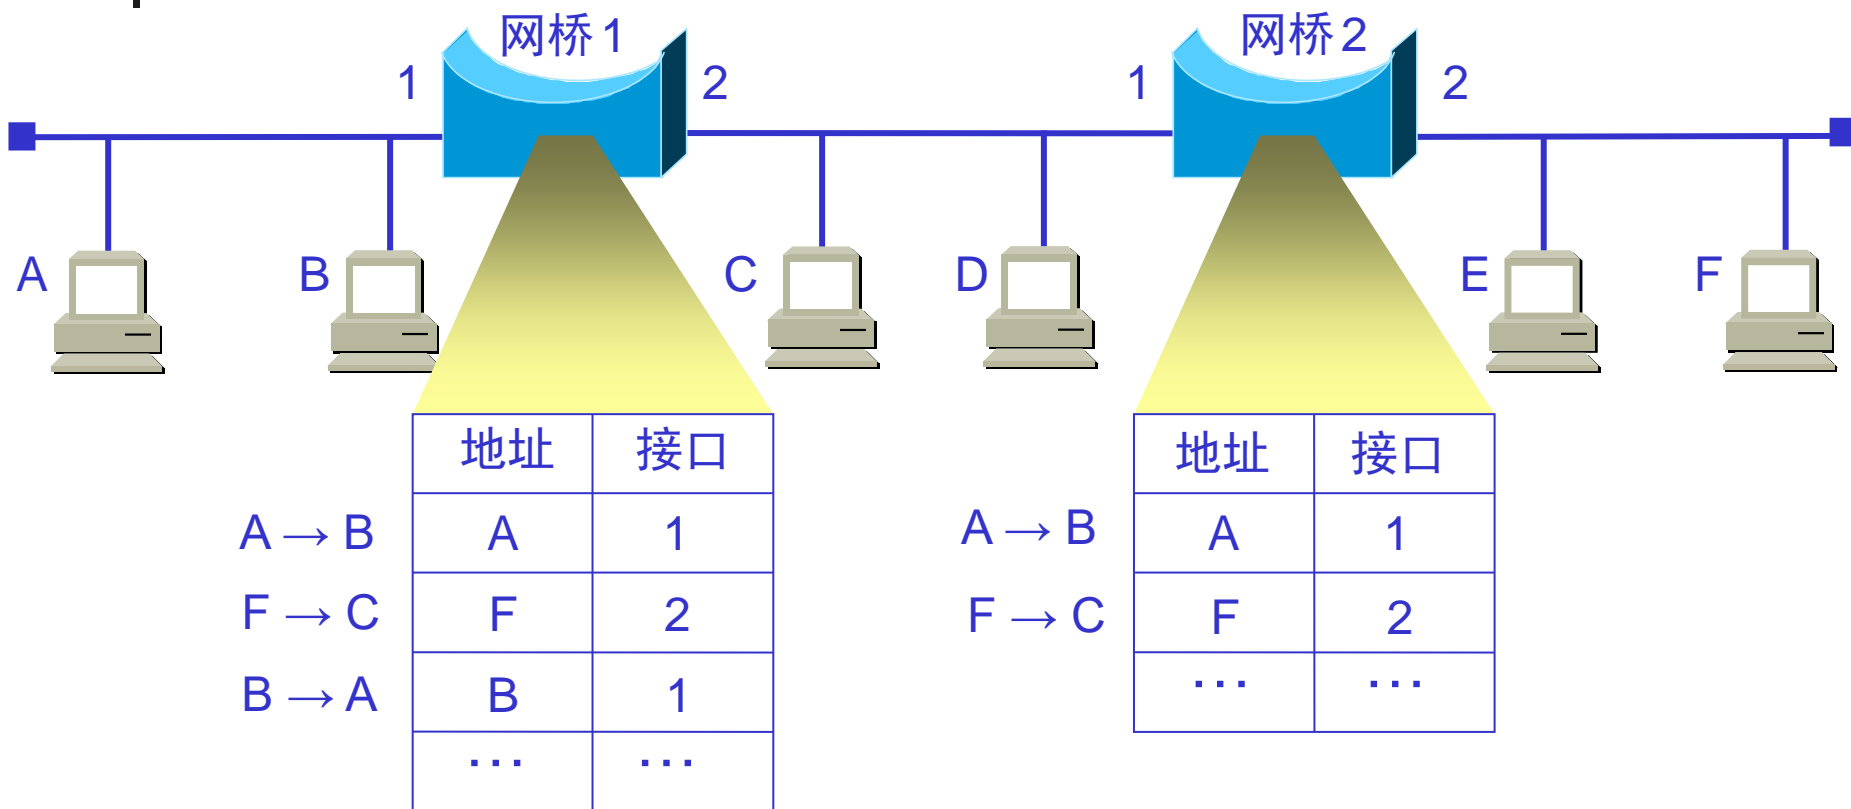 网桥1
网桥2
1
2
1
2
A
B
C
D
E
F
地址 接口
A → B A 1
F → C F 2
B → A B 1
··· ···
地址 接口
A → B A 1
F → C F 2
··· ···